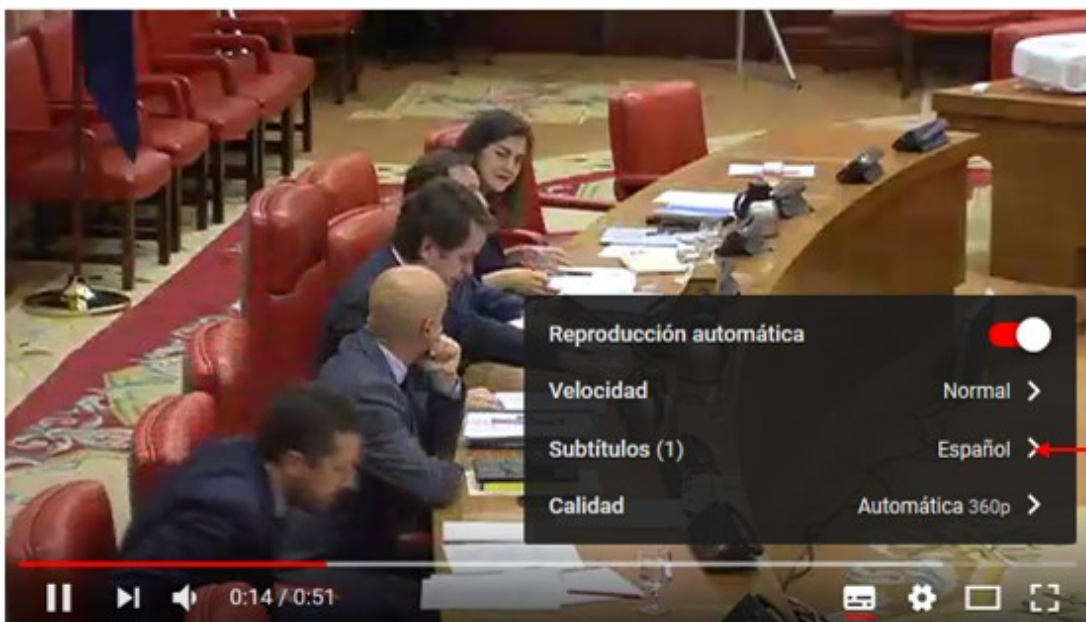 Reproducción automática
Velocidad Normal
Subtítulos (1) Español
Calidad Automática 360p
0:14 / 0:51